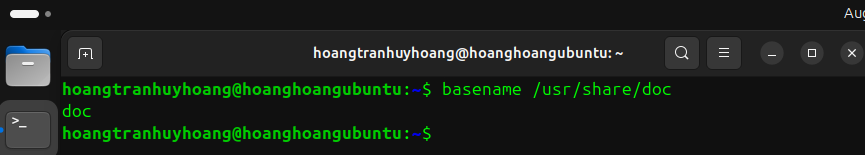 Aug
hoangtranhuyhoang@hoanghoangubuntu: ~
hoangtranhuyhoang@hoanghoangubuntu:~$ basename /usr/share/doc
doc
hoangtranhuyhoang@hoanghoangubuntu:~$
>_